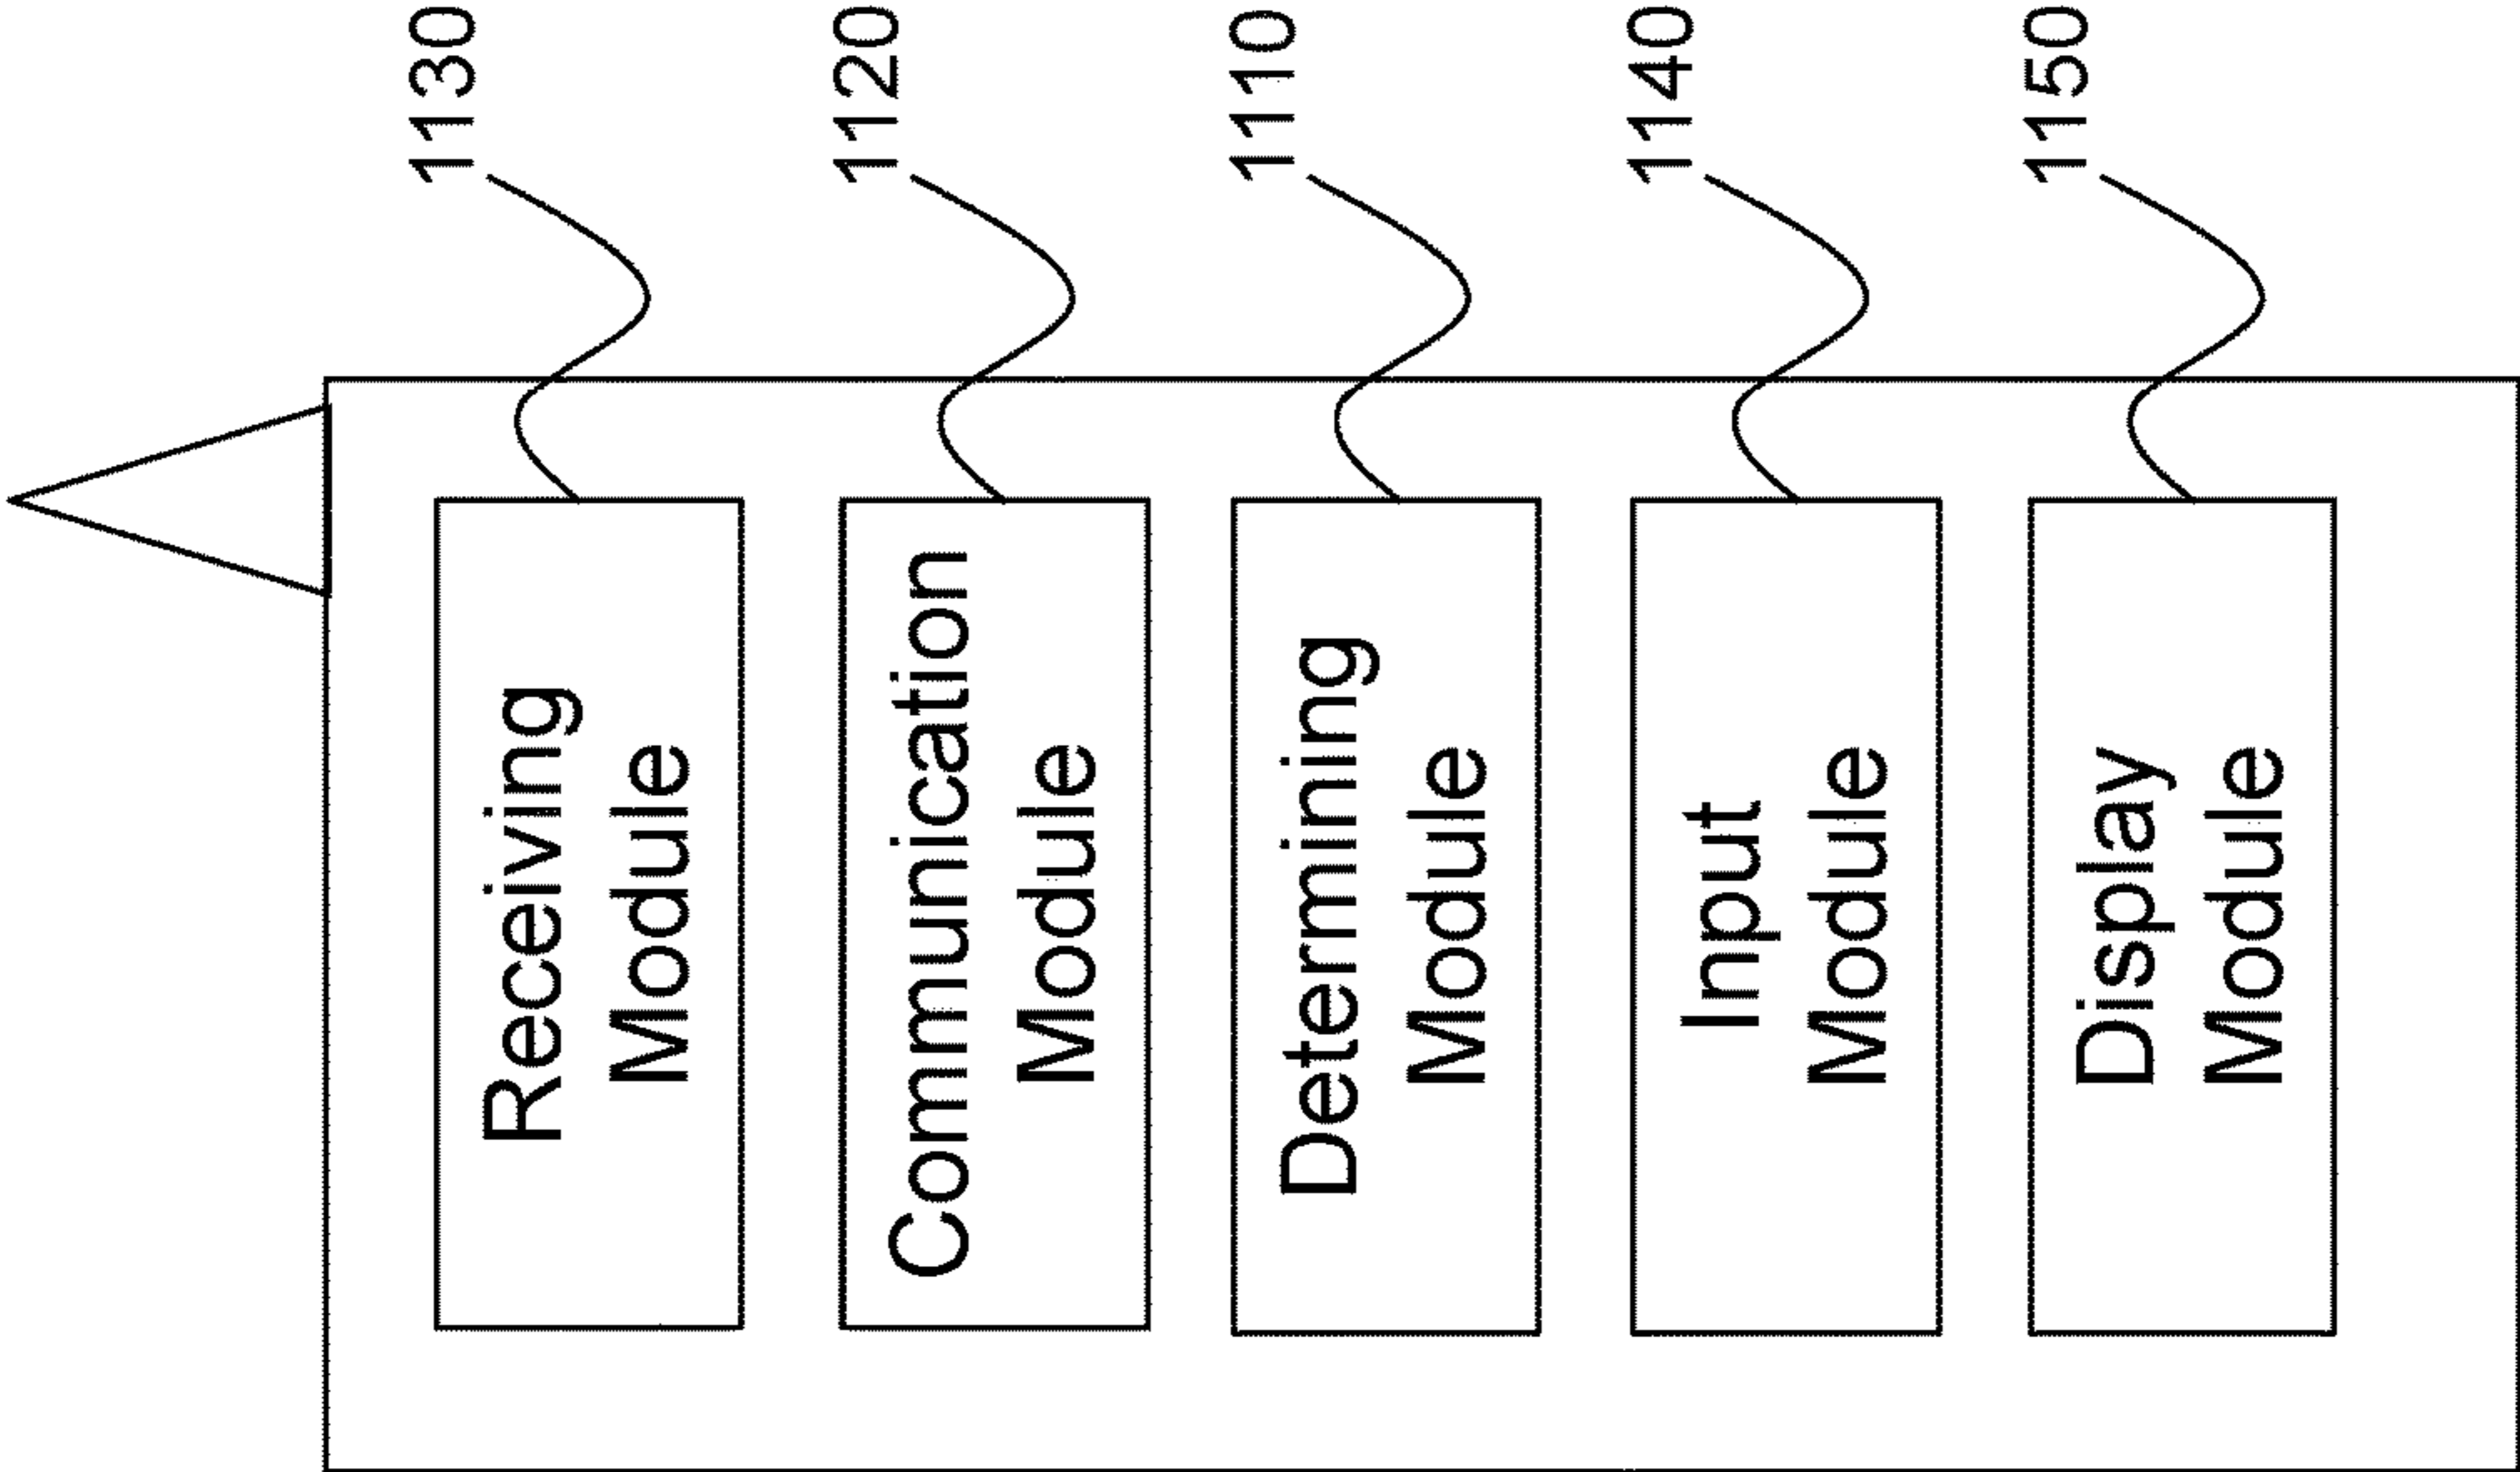 1130
Receiving
Module
1120
Communication
Module
1110
Determining
Module
1140
Input
Module
1150
Display
Module